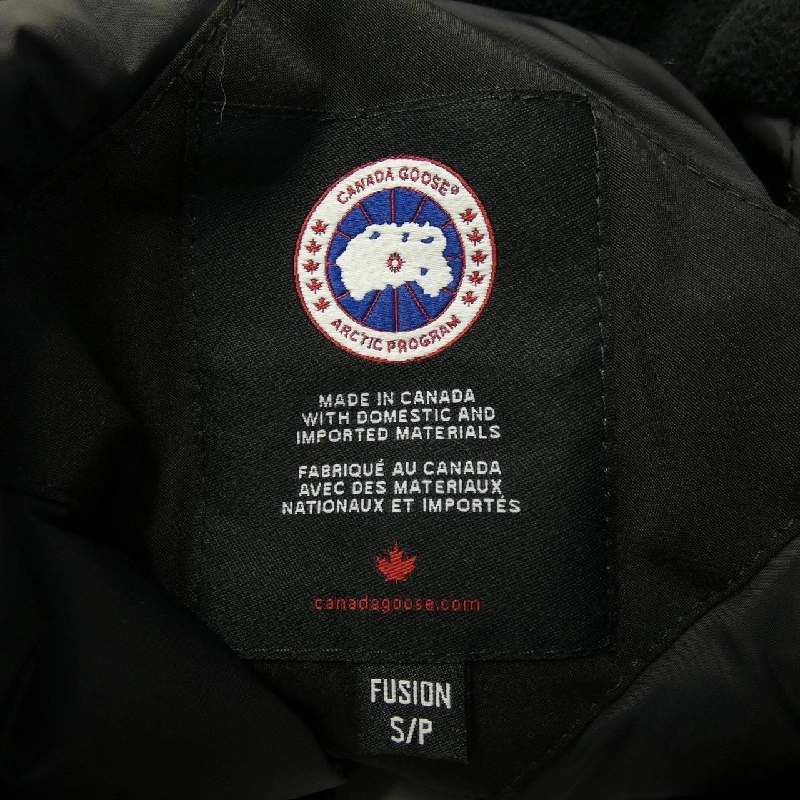 CANADA GOOSE®
ARCTIC PROGRAM
MADE IN CANADA
WITH DOMESTIC AND
IMPORTED MATERIALS
FABRIQUÉ AU CANADA
AVEC DES MATERIAUX
NATIONAUX ET IMPORTÉS
canadagoose.com
FUSION
S/P